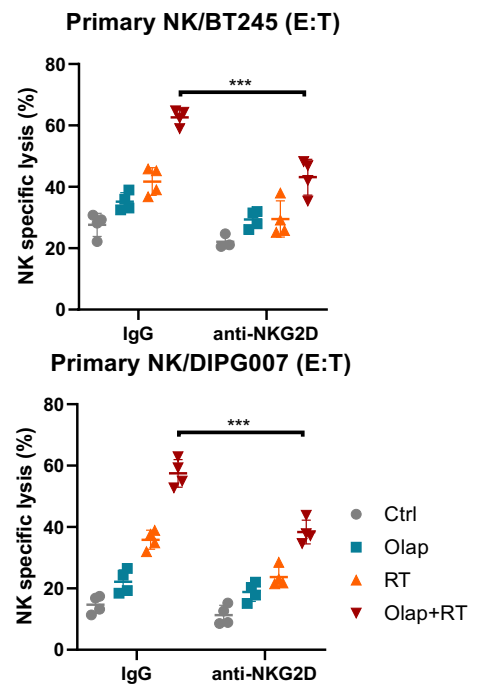 Primary NK/BT245 (E:T)
NK specific lysis (%)
80
60
40
20
0
***
IgG
anti-NKG2D
Primary NK/DIPG007 (E:T)
NK specific lysis (%)
80
60
40
20
0
***
IgG
anti-NKG2D
Ctrl
Olap
RT
Olap+RT